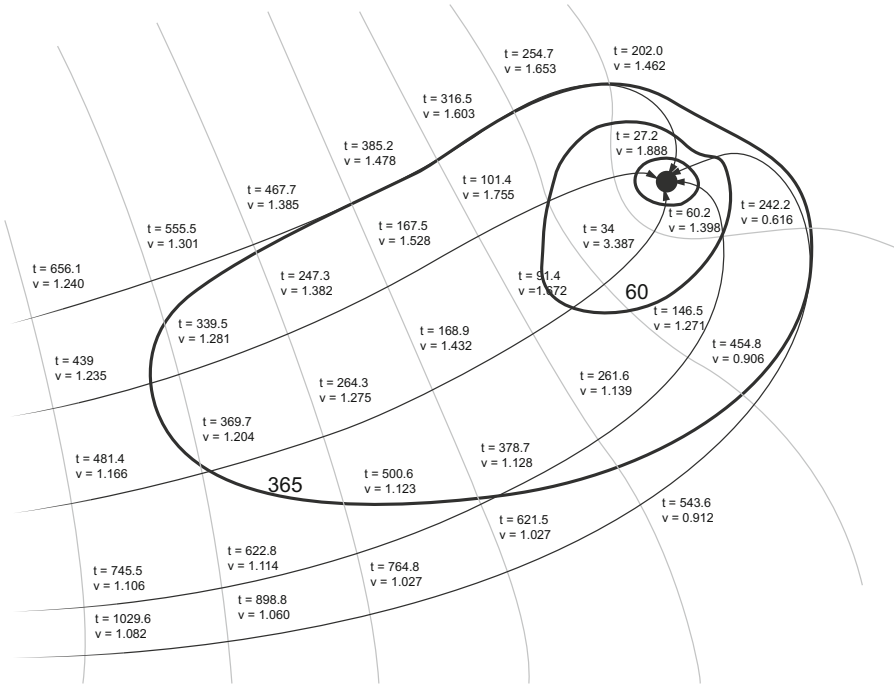 t = 202.0
v = 1.462
t = 254.7
v = 1.653
t = 316.5
v = 1.603
t = 27.2
v = 1.888
t = 385.2
v = 1.478
t = 101.4
v = 1.755
t = 467.7
v = 1.385
t = 60.2
v = 1.398
t = 242.2
v = 0.616
t = 555.5
v = 1.301
t = 167.5
v = 1.528
t = 34
v = 3.387
t = 656.1
v = 1.240
t = 247.3
v = 1.382
t = 91.4
v =1.672
60
t = 339.5
v = 1.281
t = 168.9
v = 1.432
t = 146.5
v = 1.271
t = 454.8
v = 0.906
t = 439
v = 1.235
t = 264.3
v = 1.275
t = 261.6
v = 1.139
t = 369.7
v = 1.204
t = 481.4
v = 1.166
365
t = 500.6
v = 1.123
t = 378.7
v = 1.128
t = 543.6
v = 0.912
t = 621.5
v = 1.027
t = 622.8
v = 1.114
t = 764.8
v = 1.027
t = 745.5
v = 1.106
t = 898.8
v = 1.060
t = 1029.6
v = 1.082